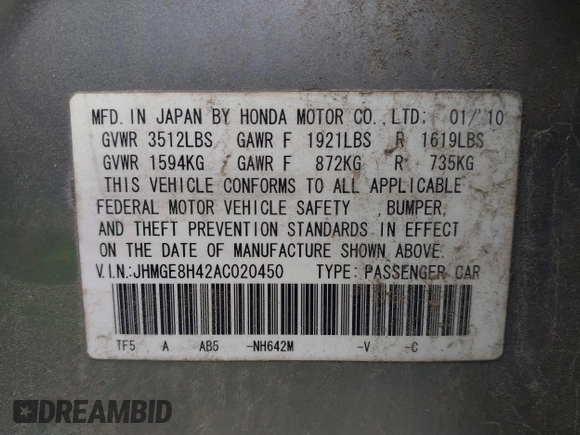 MFD. IN JAPAN BY HONDA MOTOR CO., LTD; 01/'10
GVWR 3512LBS GAWR F 1921LBS R 1619LBS
GVWR 1594KG GAWR F 872KG R 735KG
THIS VEHICLE CONFORMS TO ALL APPLICABLE
FEDERAL MOTOR VEHICLE SAFETY , BUMPER,
AND THEFT PREVENTION STANDARDS IN EFFECT
ON THE DATE OF MANUFACTURE SHOWN ABOVE.
V.I.N:JHMGE8H42AC020450 TYPE: PASSENGER CAR
TF5 A AB5 -NH642M -V -C
DREAMBID